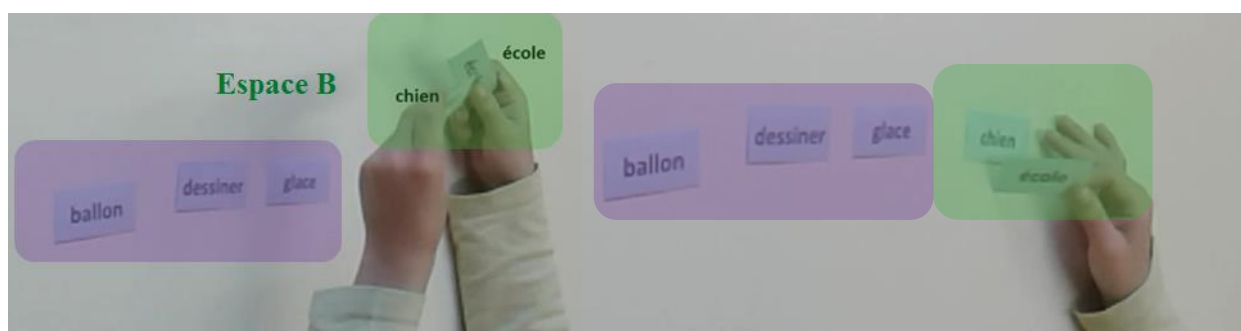 école
Espace B
chien
dessiner glace
ballon
dessiner glace
ballon
chien
école